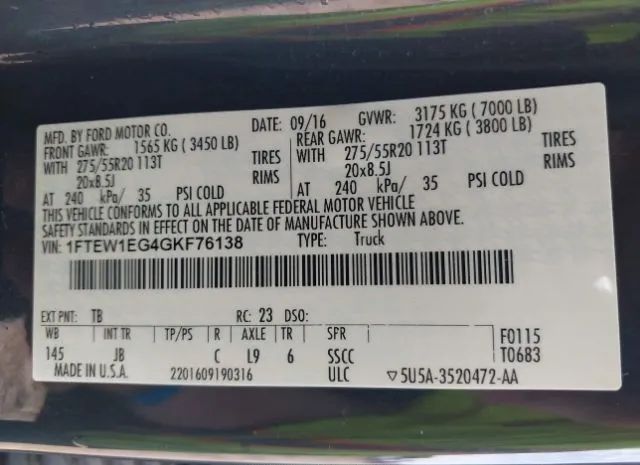 MFD. BY FORD MOTOR CO. DATE: 09/16 GVWR: 3175 KG ( 7000 LB)
FRONT GAWR: 1565 KG ( 3450 LB) REAR GAWR: 1724 KG ( 3800 LB)
WITH 275/55R20 113T TIRES WITH 275/55R20 113T TIRES
20x8.5J RIMS 20x8.5J RIMS
AT 240 kPa/ 35 PSI COLD AT 240 kPa/ 35 PSI COLD
THIS VEHICLE CONFORMS TO ALL APPLICABLE FEDERAL MOTOR VEHICLE
SAFETY STANDARDS IN EFFECT ON THE DATE OF MANUFACTURE SHOWN ABOVE.
VIN: 1FTEW1EG4GKF76138 TYPE: Truck
EXT PNT: TB RC: 23 DSO:
WB INT TR TP/PS R AXLE TR SPR F0115
145 JB C L9 6 SSCC T0683
MADE IN U.S.A. 2201609190316 ULC ▽5U5A-3520472-AA